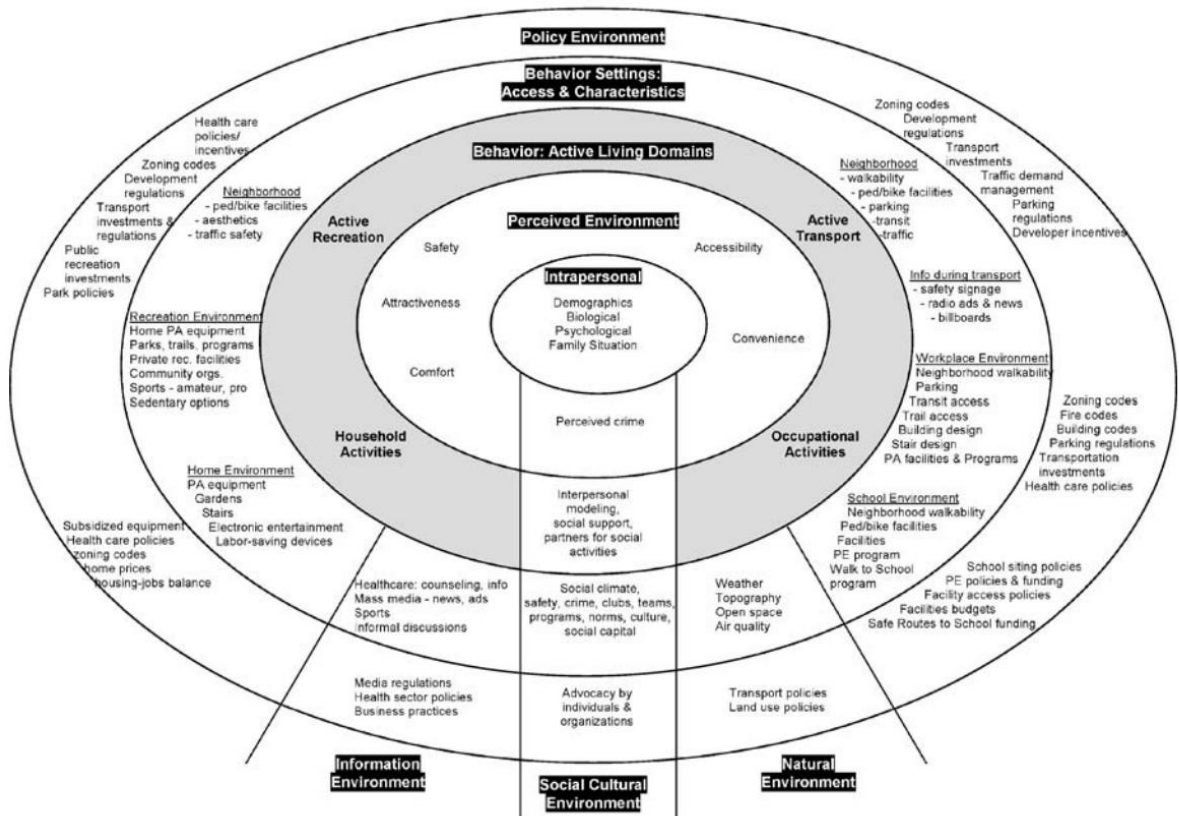 Policy Environment
Behavior Settings:
Access & Characteristics
Behavior: Active Living Domains
Perceived Environment
Intrapersonal
Demographics
Biological
Psychological
Family Situation
Safety
Attractiveness
Comfort
Accessibility
Convenience
Perceived crime
Active
Recreation
Active
Transport
Household
Activities
Occupational
Activities
Health care
policies/
incentives
Zoning codes
Development
regulations
Transport
investments &
regulations
Public
recreation
investments
Park policies
Neighborhood
- ped/bike facilities
- aesthetics
- traffic safety
Recreation Environment
Home PA equipment
Parks, trails, programs
Private rec. facilities
Community orgs.
Sports - amateur, pro
Sedentary options
Home Environment
PA equipment
Gardens
Stairs
Electronic entertainment
Labor-saving devices
Subsidized equipment
Health care policies
zoning codes
home prices
housing-jobs balance
Zoning codes
Development
regulations
Transport
investments
Traffic demand
management
Parking
regulations
Developer incentives
Neighborhood
- walkability
- ped/bike facilities
- parking
-transit
-traffic
Info during transport
- safety signage
- radio ads & news
- billboards
Workplace Environment
Neighborhood walkability
Parking
Transit access
Trail access
Building design
Stair design
PA facilities & Programs
Zoning codes
Fire codes
Building codes
Parking regulations
Transportation
investments
Health care policies
School Environment
Neighborhood walkability
Ped/bike facilities
Facilities
PE program
Walk to School
program
School siting policies
PE policies & funding
Facility access policies
Facilities budgets
Safe Routes to School funding
Interpersonal
modeling,
social support,
partners for social
activities
Healthcare: counseling, info
Mass media - news, ads
Sports
Informal discussions
Social climate,
safety, crime, clubs, teams,
programs, norms, culture,
social capital
Weather
Topography
Open space
Air quality
Media regulations
Health sector policies
Business practices
Advocacy by
individuals &
organizations
Transport policies
Land use policies
Information
Environment
Social Cultural
Environment
Natural
Environment